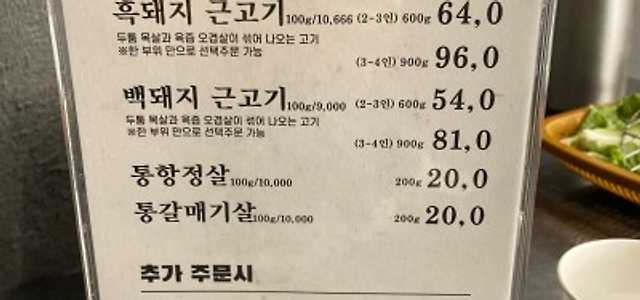 흑돼지 근고기 100g/10,666 (2-3인) 600g 64,0
두툼 목살과 육즙 오겹살이 섞어 나오는 고기
※한 부위 만으로 선택주문 가능
(3-4인) 900g 96,0
백돼지 근고기 100g/9,000 (2-3인) 600g 54,0
두툼 목살과 육즙 오겹살이 섞어 나오는 고기
※한 부위 만으로 선택주문 가능
(3-4인) 900g 81,0
통항정살 100g/10,000 200g 20,0
통갈매기살 100g/10,000 200g 20,0
추가 주문시